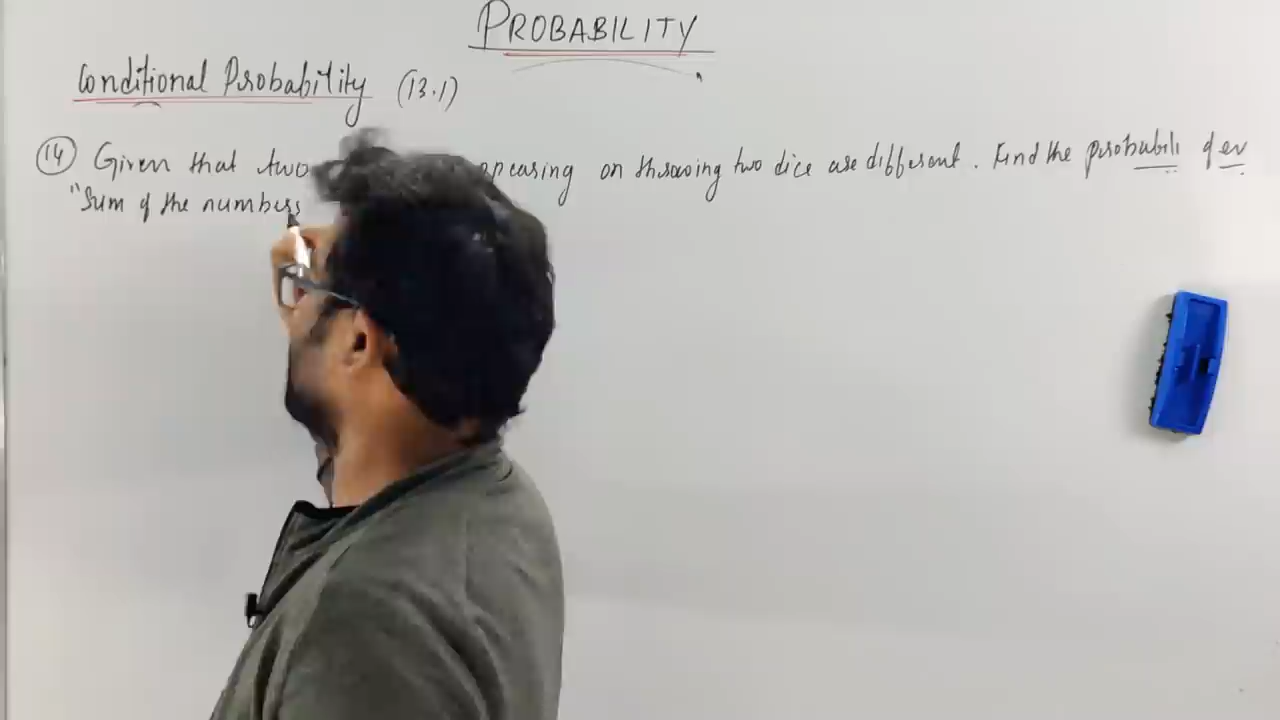 PROBABILITY
Conditional Probability (13.1)
14 Given that two appearing on throwing two dice are different. Find the probabili of ev
"Sum of the numbers